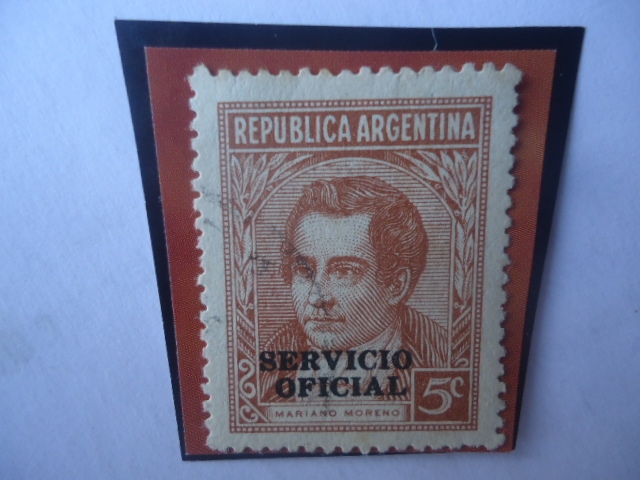 REPUBLICA ARGENTINA
SERVICIO
OFICIAL
MARIANO MORENO
5c